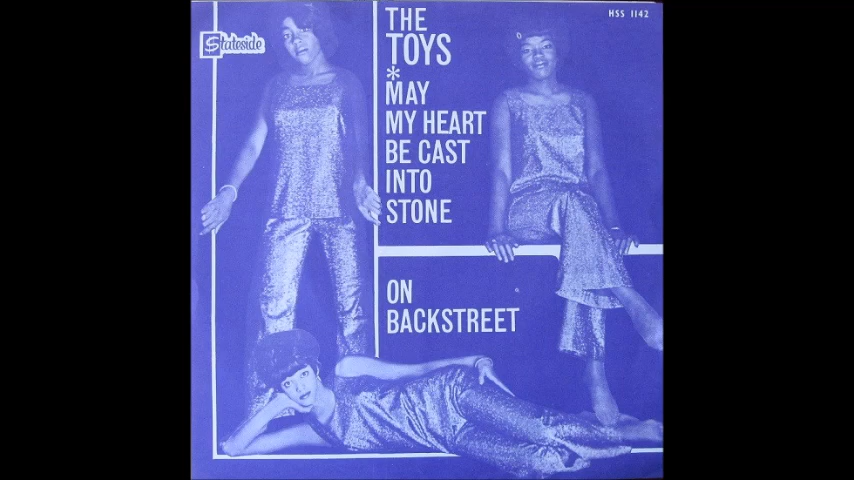 Stateside
HSS 1142
THE
TOYS
*
MAY
MY HEART
BE CAST
INTO
STONE
ON
BACKSTREET